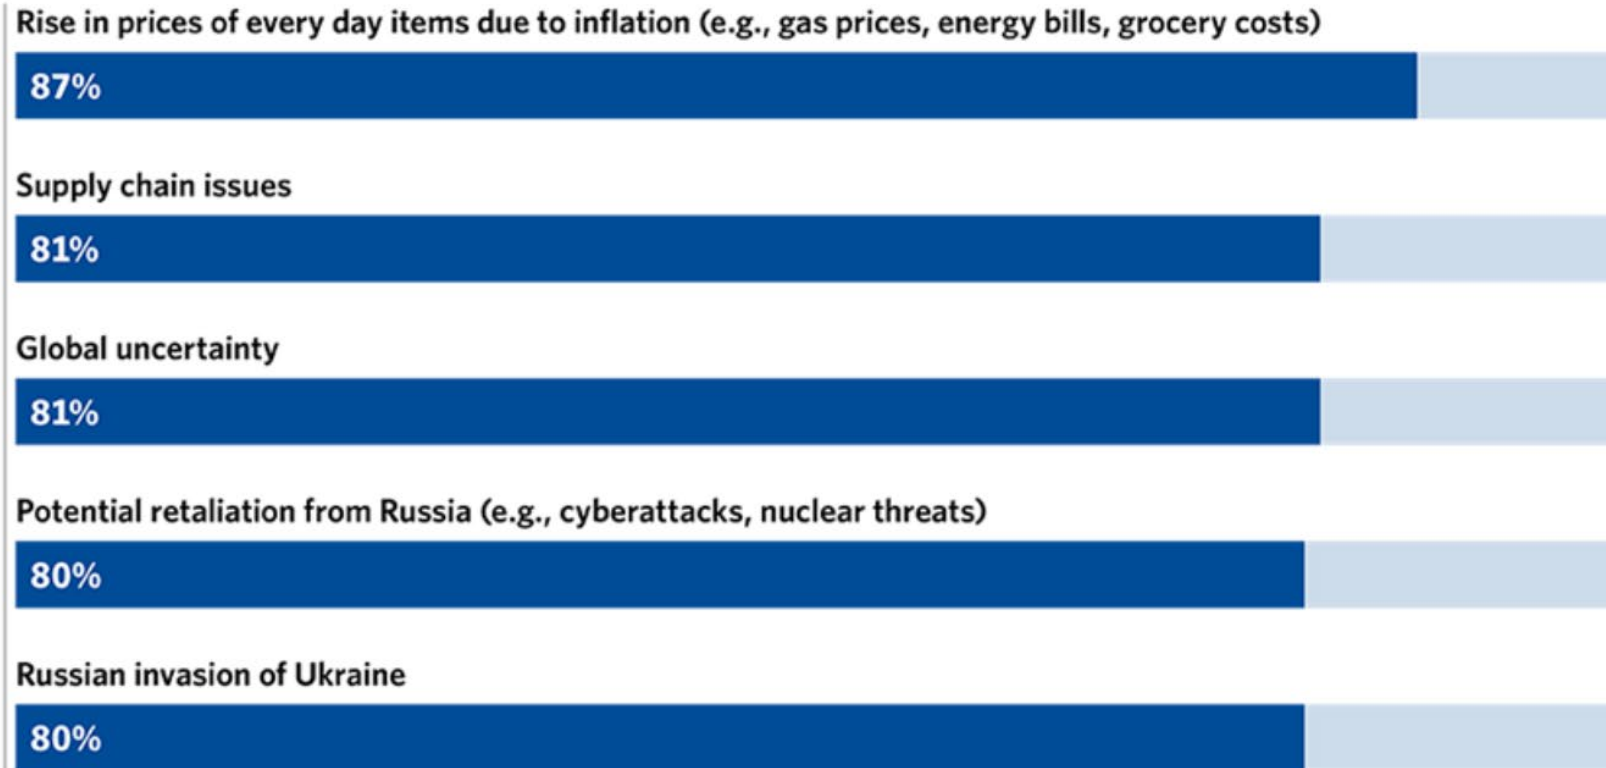 Rise in prices of every day items due to inflation (e.g., gas prices, energy bills, grocery costs)
87%
Supply chain issues
81%
Global uncertainty
81%
Potential retaliation from Russia (e.g., cyberattacks, nuclear threats)
80%
Russian invasion of Ukraine
80%